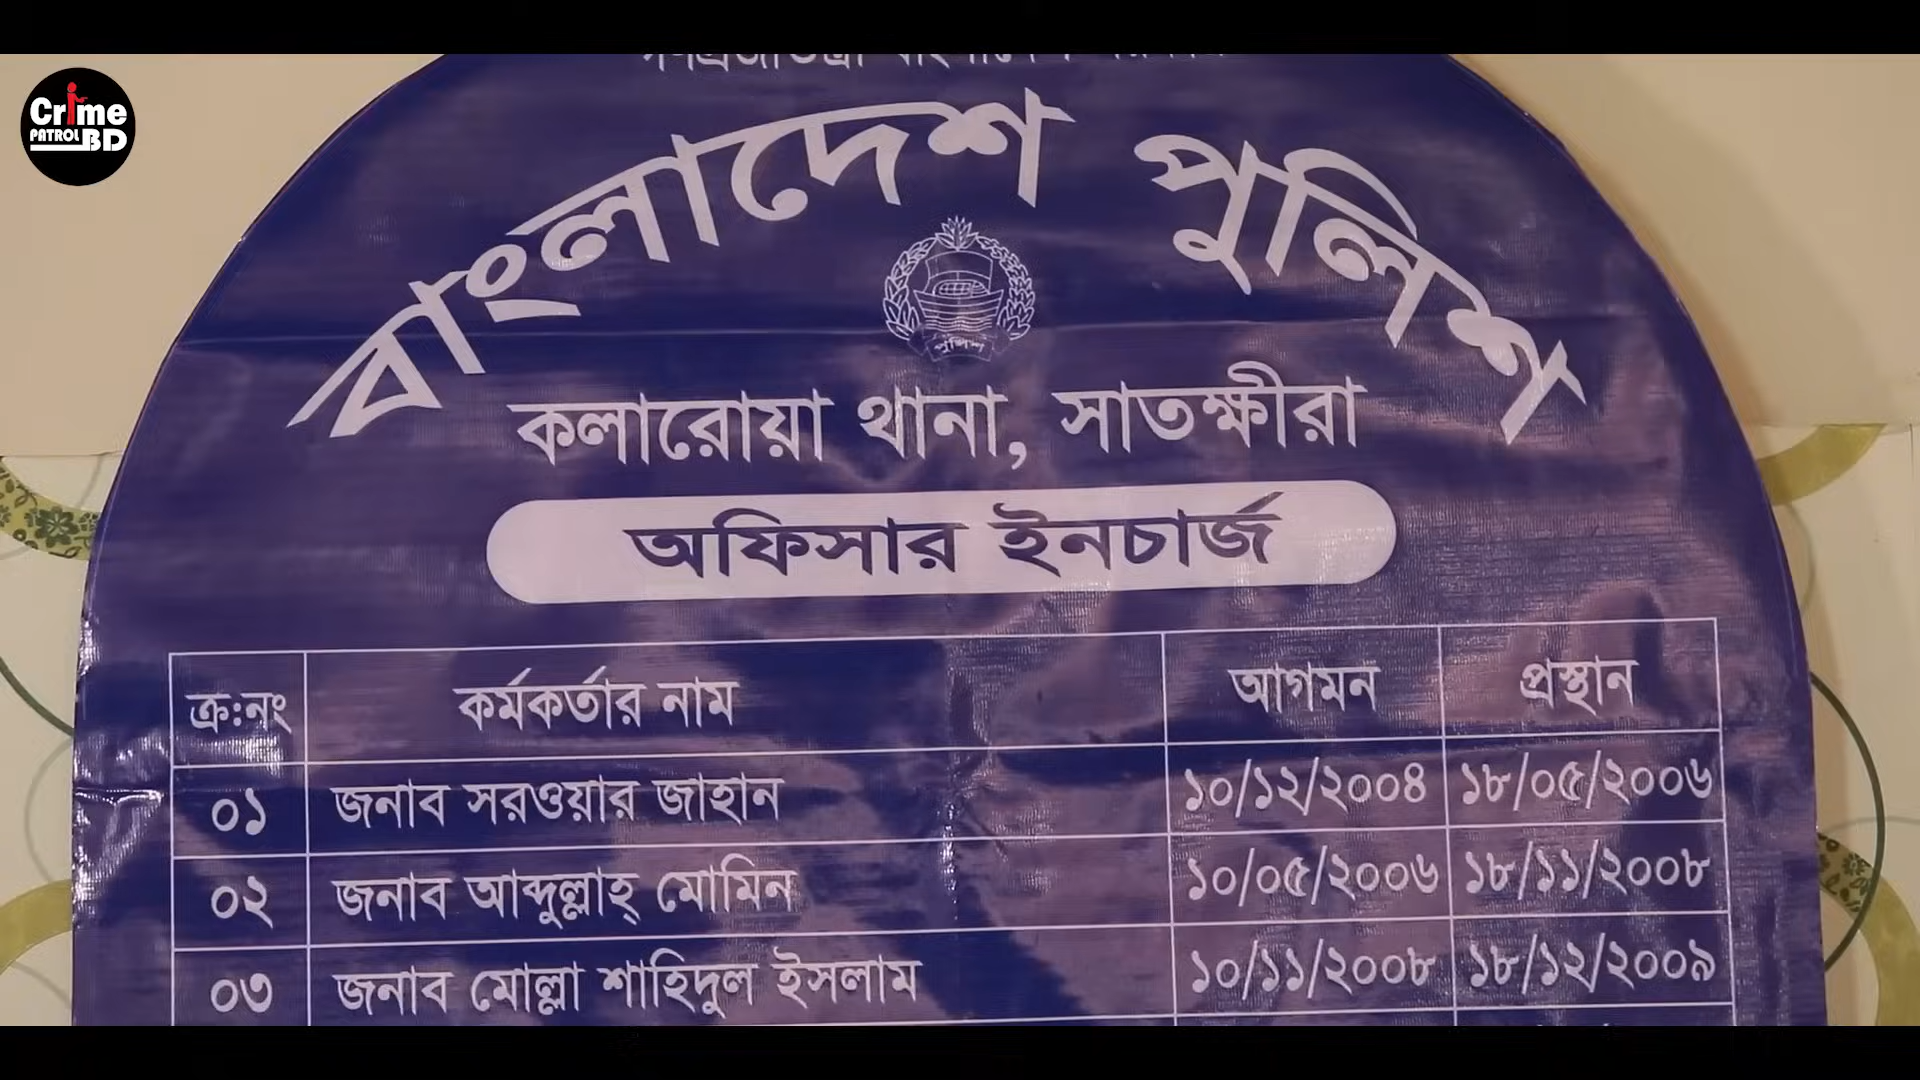 Crime
PATROL BD
বাংলাদেশ পুলিশ
পুলিশ
কলারোয়া থানা, সাতক্ষীরা
অফিসার ইনচার্জ
ক্র:নং কর্মকর্তার নাম আগমন প্রস্থান
০১ জনাব সরওয়ার জাহান ১০/১২/২০০৪ ১৮/০৫/২০০৬
০২ জনাব আব্দুল্লাহ্ মোমিন ১০/০৫/২০০৬ ১৮/১১/২০০৮
০৩ জনাব মোল্লা শাহিদুল ইসলাম ১০/১১/২০০৮ ১৮/১২/২০০৯